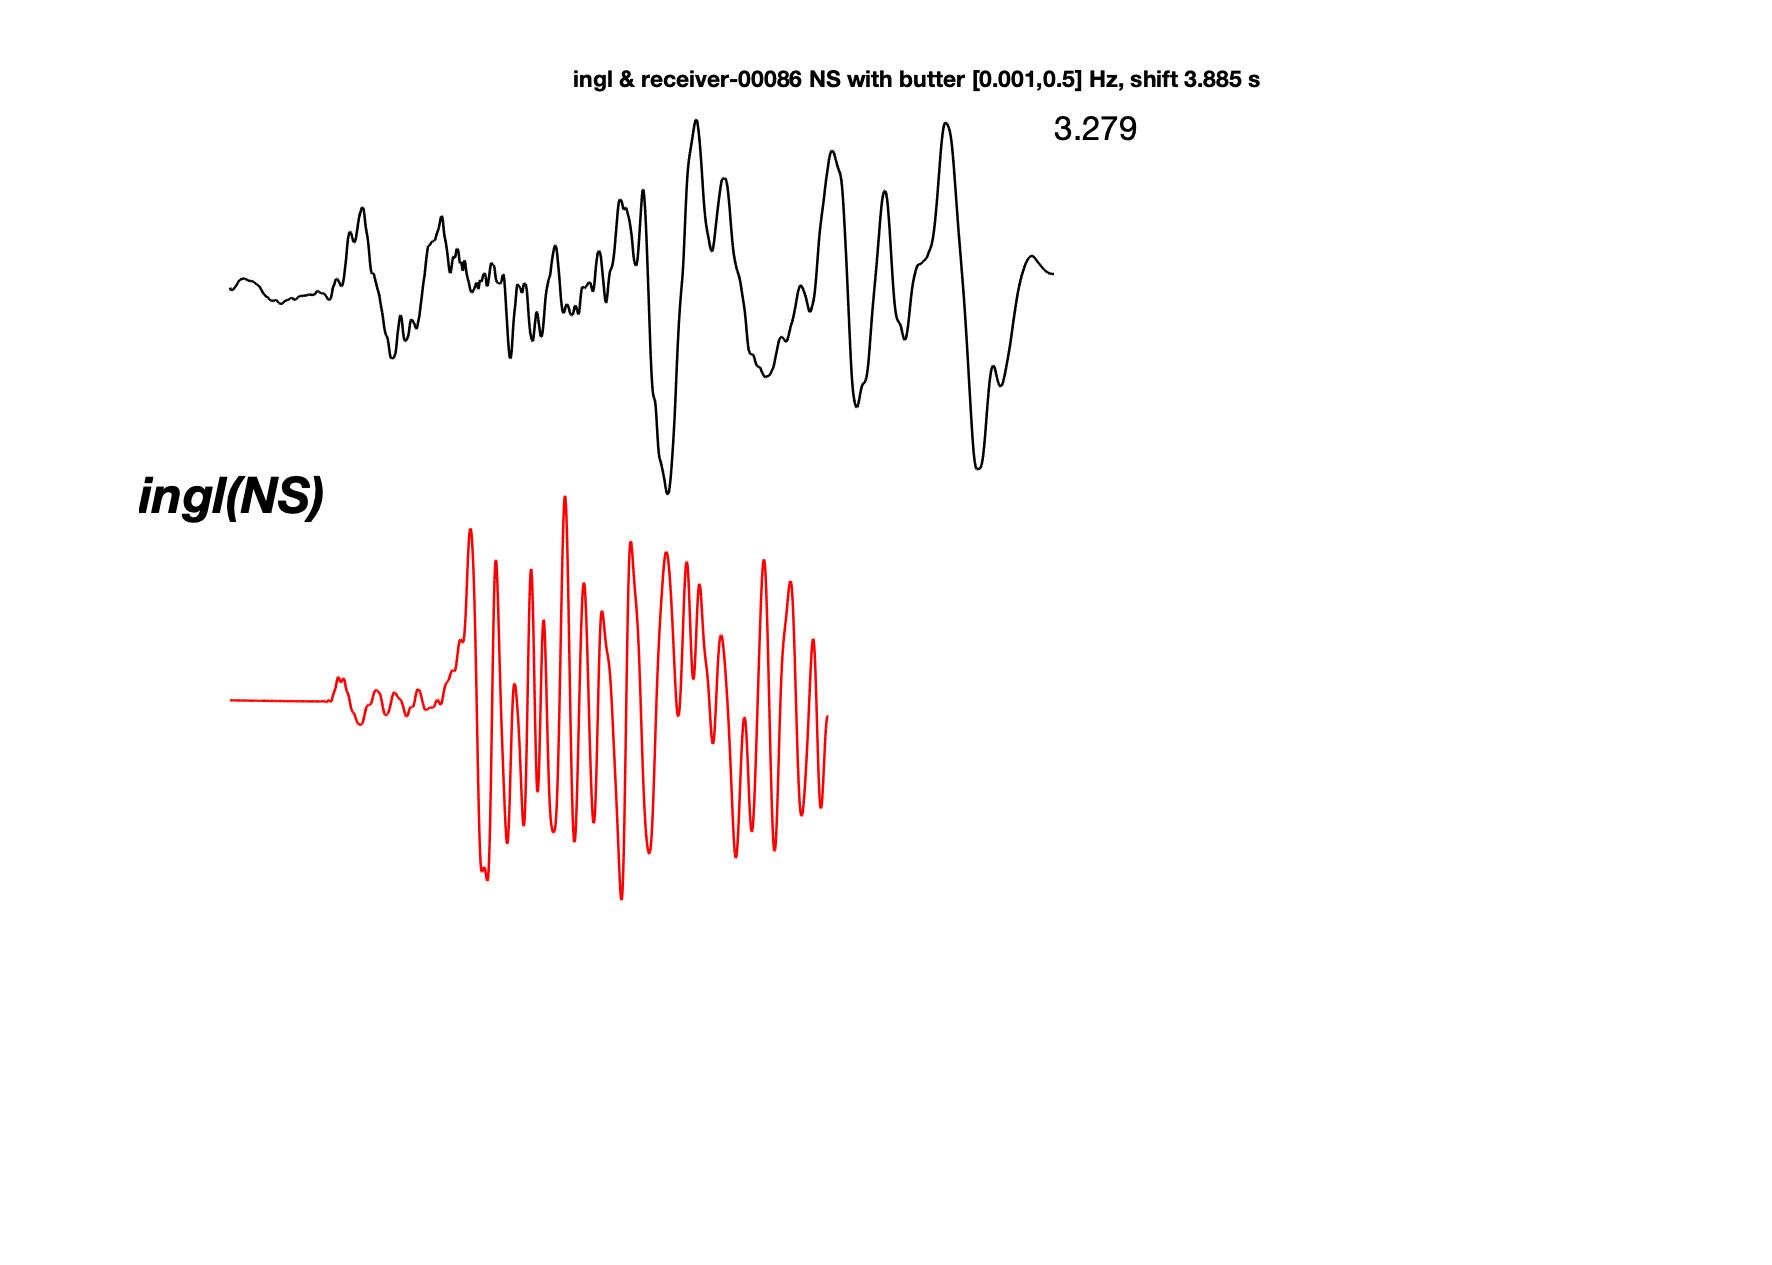 ingl & receiver-00086 NS with butter [0.001,0.5] Hz, shift 3.885 s
3.279
ingl(NS)